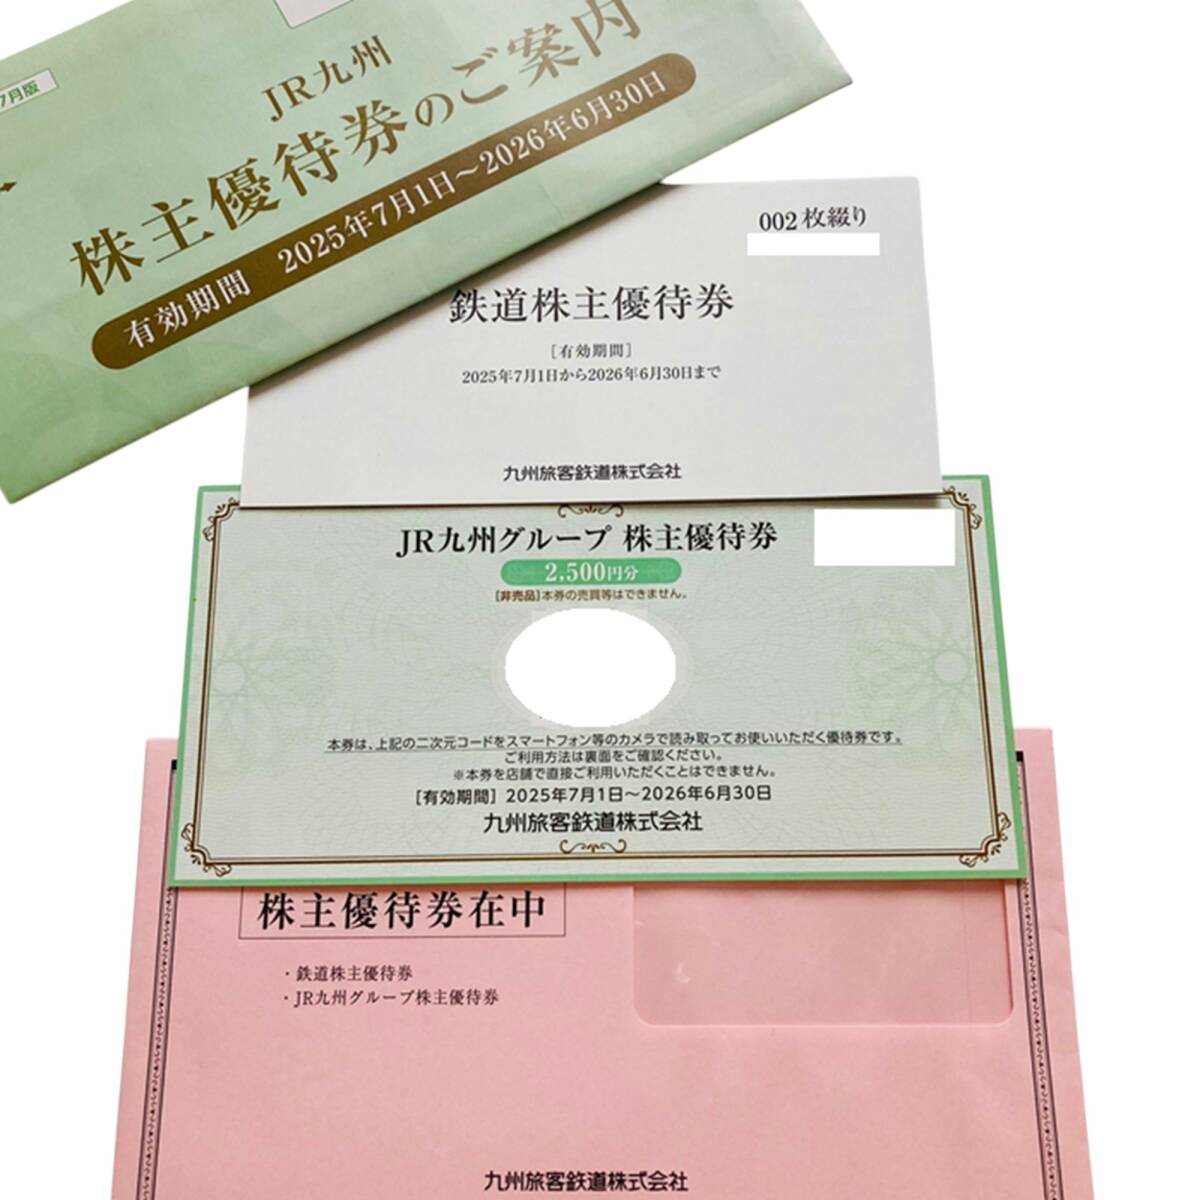 7月版
JR九州
株主優待券のご案内
有効期間 2025年7月1日～2026年6月30日
002枚綴り
鉄道株主優待券
［有効期間］
2025年7月1日から2026年6月30日まで
九州旅客鉄道株式会社
JR九州グループ 株主優待券
2,500円分
［非売品］本券の売買等はできません。
本券は、上記の二次元コードをスマートフォン等のカメラで読み取ってお使いいただく優待券です。
ご利用方法は裏面をご確認ください。
※本券を店舗で直接ご利用いただくことはできません。
［有効期間］ 2025年7月1日～2026年6月30日
九州旅客鉄道株式会社
株主優待券在中
・鉄道株主優待券
・JR九州グループ株主優待券
九州旅客鉄道株式会社